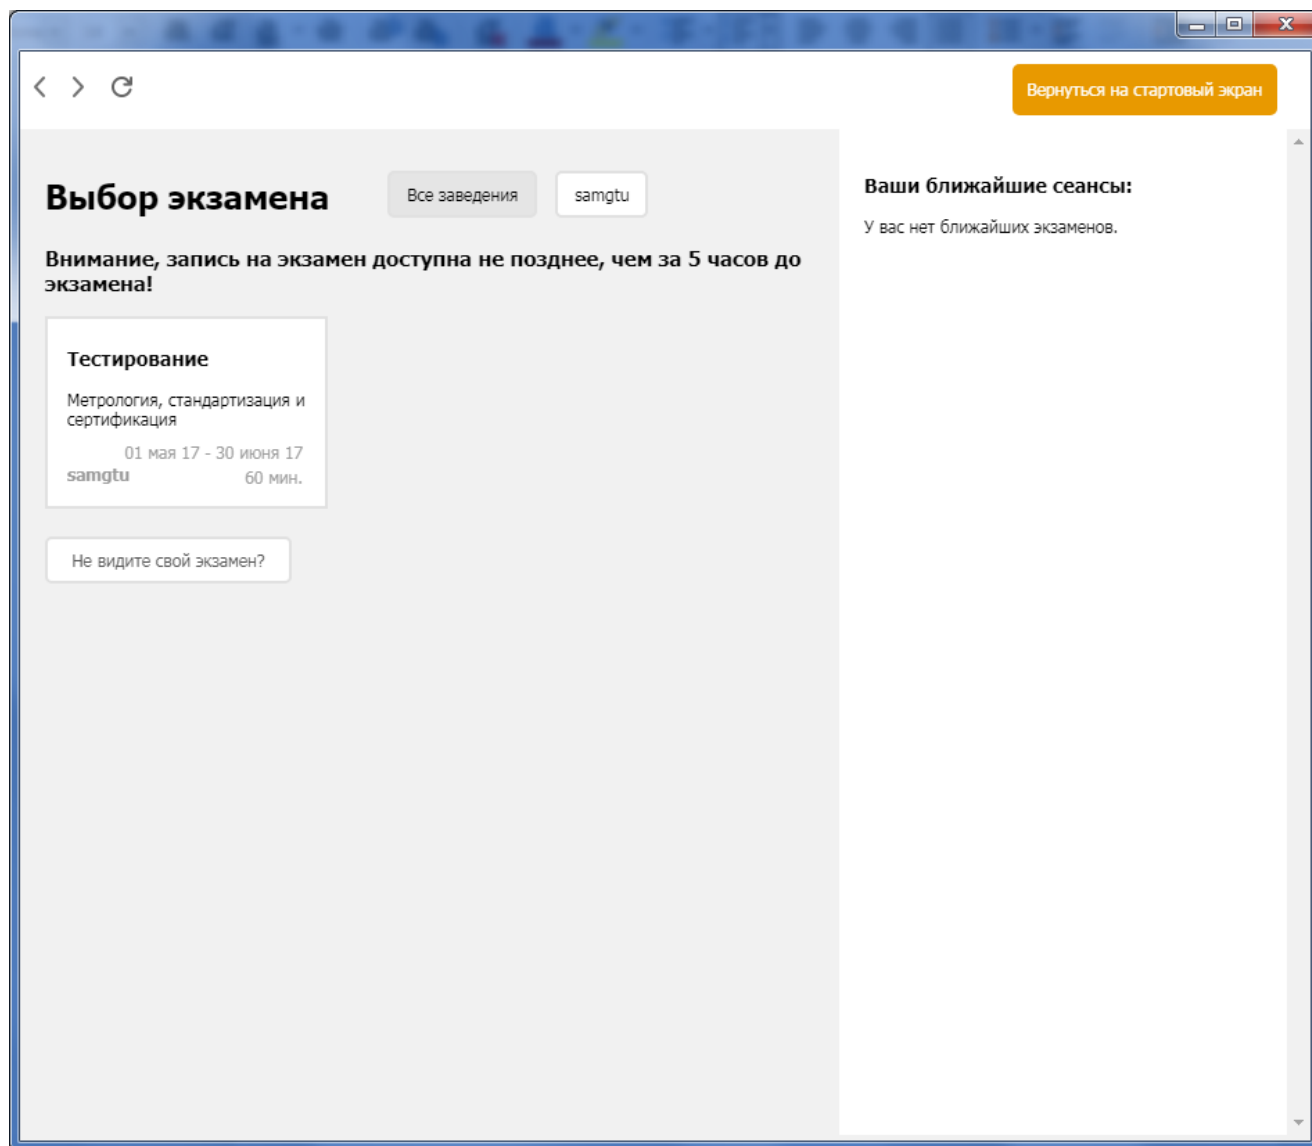 Вернуться на стартовый экран
Выбор экзамена
Все заведения
samgtu
Внимание, запись на экзамен доступна не позднее, чем за 5 часов до
экзамена!
Тестирование
Метрология, стандартизация и
сертификация
01 мая 17 - 30 июня 17
samgtu
60 мин.
Не видите свой экзамен?
Ваши ближайшие сеансы:
У вас нет ближайших экзаменов.